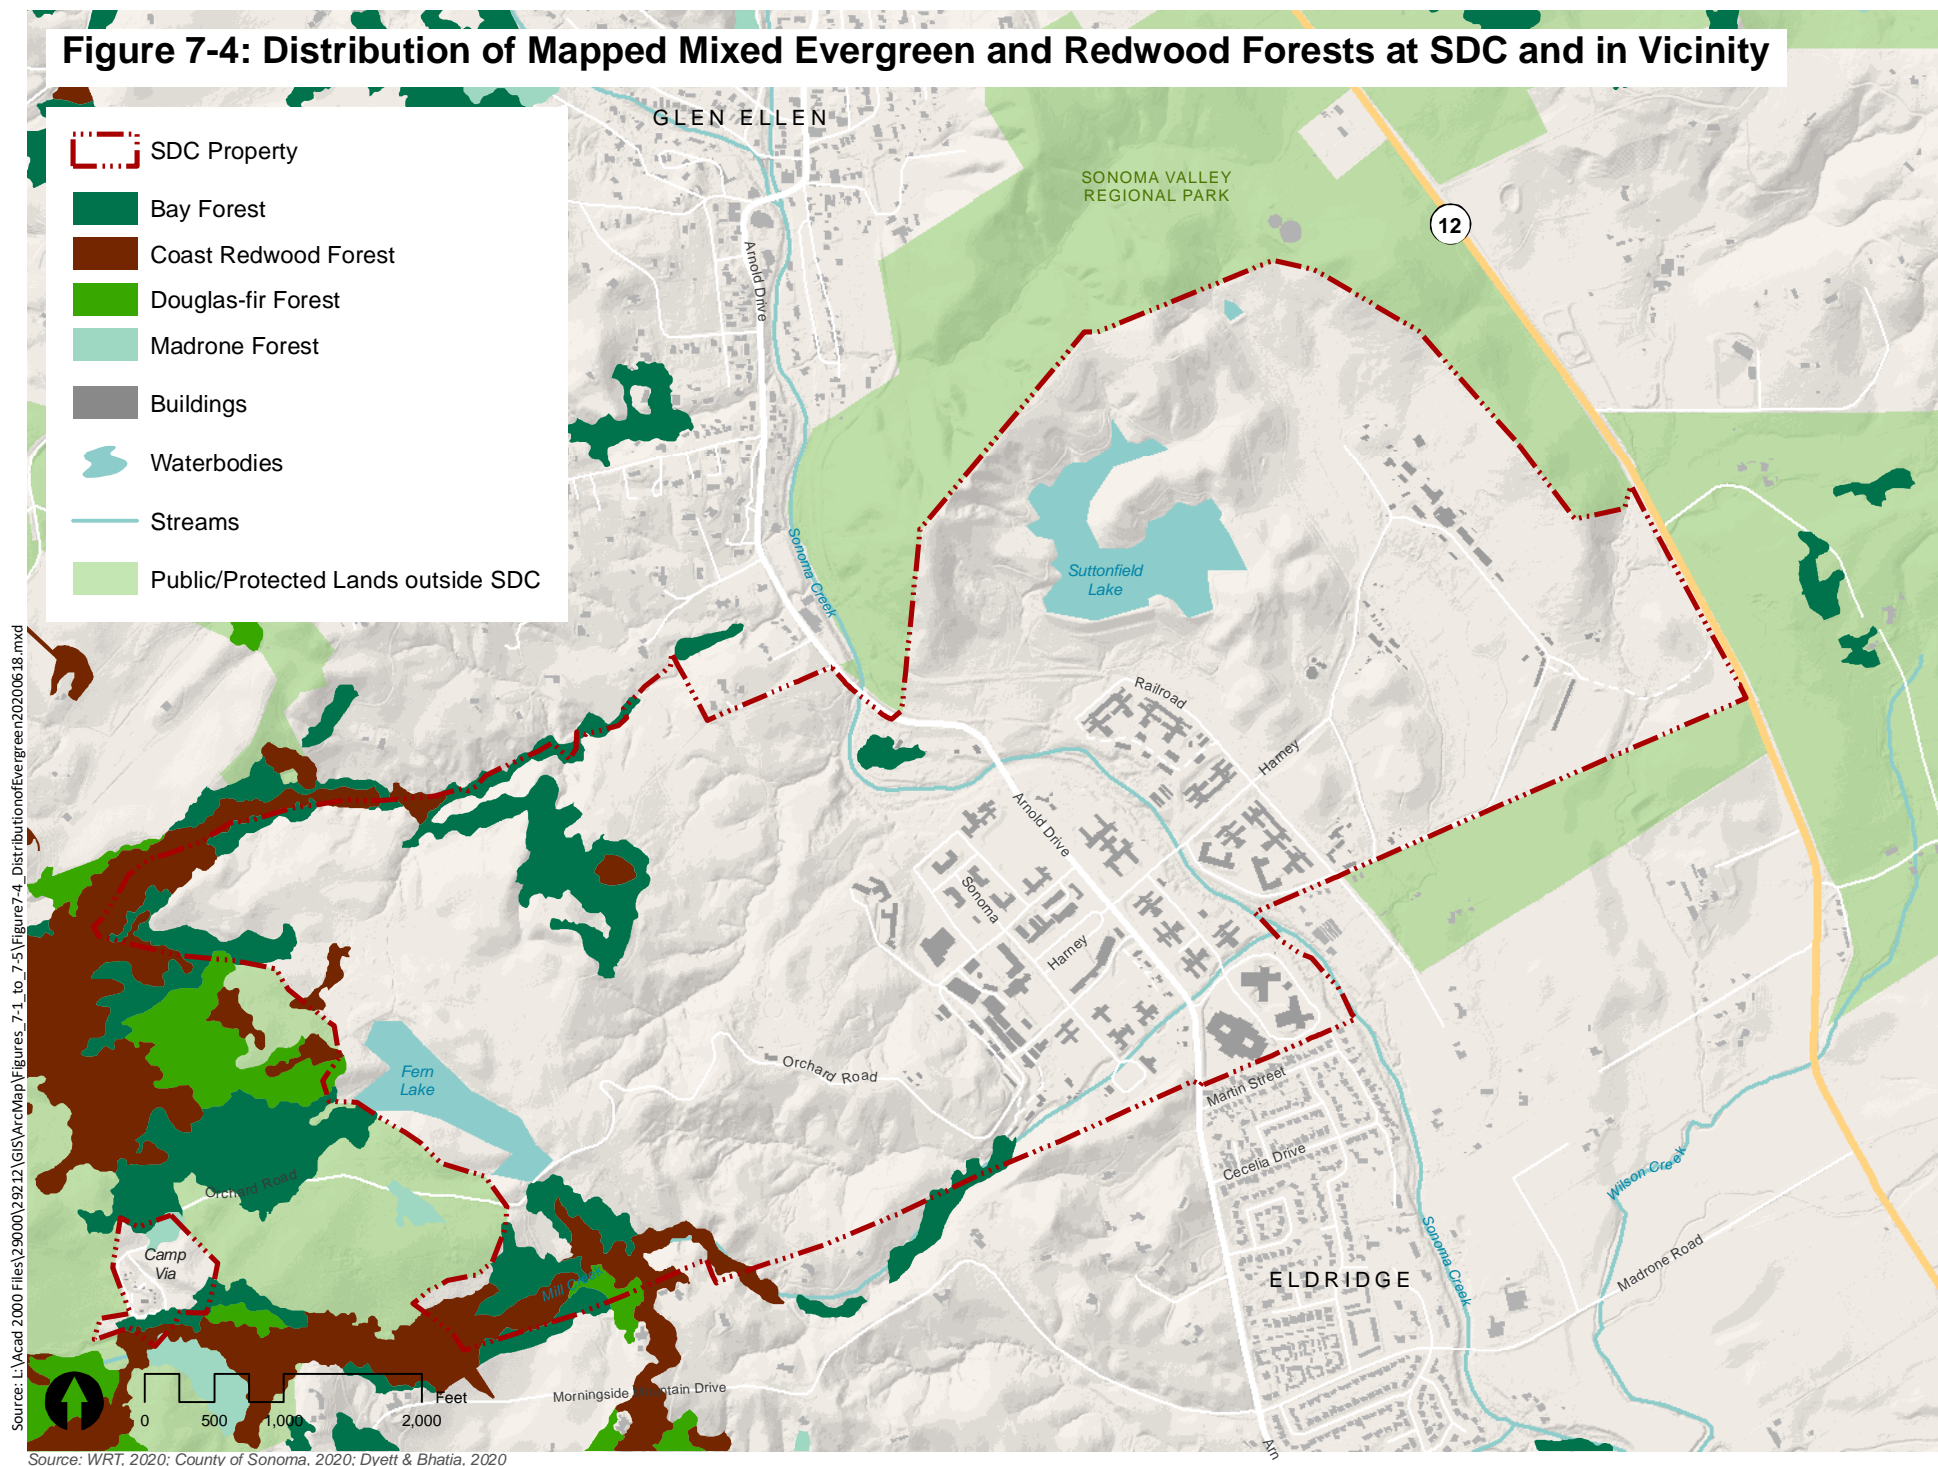 Figure 7-4: Distribution of Mapped Mixed Evergreen and Redwood Forests at SDC and in Vicinity
SDC Property
Bay Forest
Coast Redwood Forest
Douglas-fir Forest
Madrone Forest
Buildings
Waterbodies
Streams
Public/Protected Lands outside SDC
GLEN ELLEN
SONOMA VALLEY
REGIONAL PARK
12
Arnold Drive
Sonoma Creek
Suttonfield
Lake
Railroad
Harney
Arnold Drive
Sonoma
Harney
Orchard Road
Fern
Lake
Martin Street
Cecelia Drive
Orchard Road
Camp
Via
Mill Creek
Wilson Creek
Sonoma Creek
Madrone Road
ELDRIDGE
Morningside Mountain Drive
Arn
Feet
0 500 1,000 2,000
Source: L:\Acad 2000 Files\29000\29212\GIS\ArcMap\Figures_7-1_to_7-5\Figure7-4_DistributionofEvergreen20200618.mxd
Source: WRT, 2020; County of Sonoma, 2020; Dyett & Bhatia, 2020